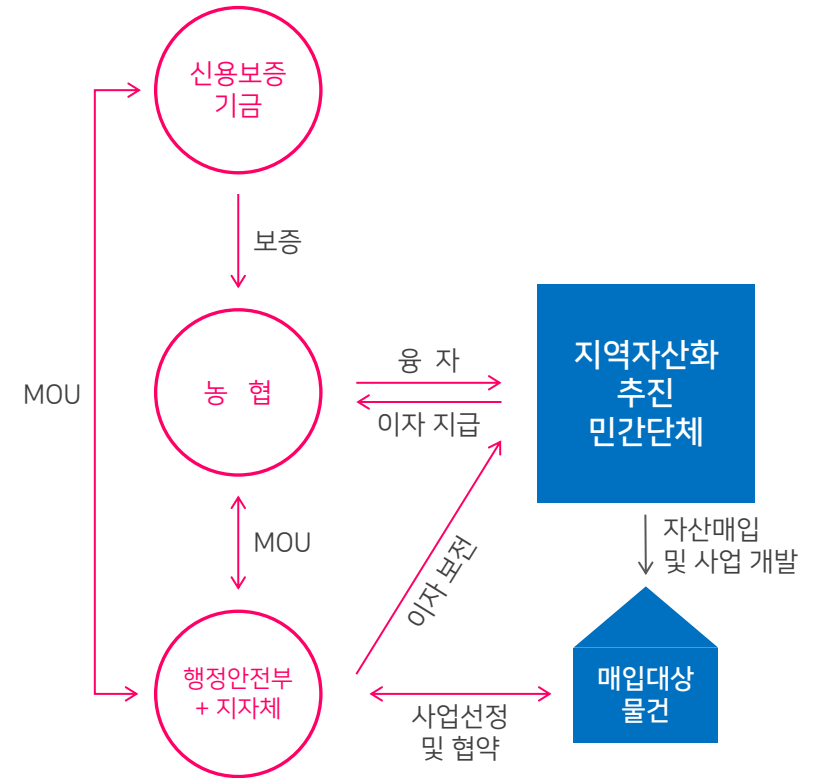 신용보증
기금
보증
MOU
농 협
융 자
이자 지급
지역자산화
추진
민간단체
MOU
이자 보전
자산매입
및 사업 개발
행정안전부
+ 지자체
사업선정
및 협약
매입대상
물건